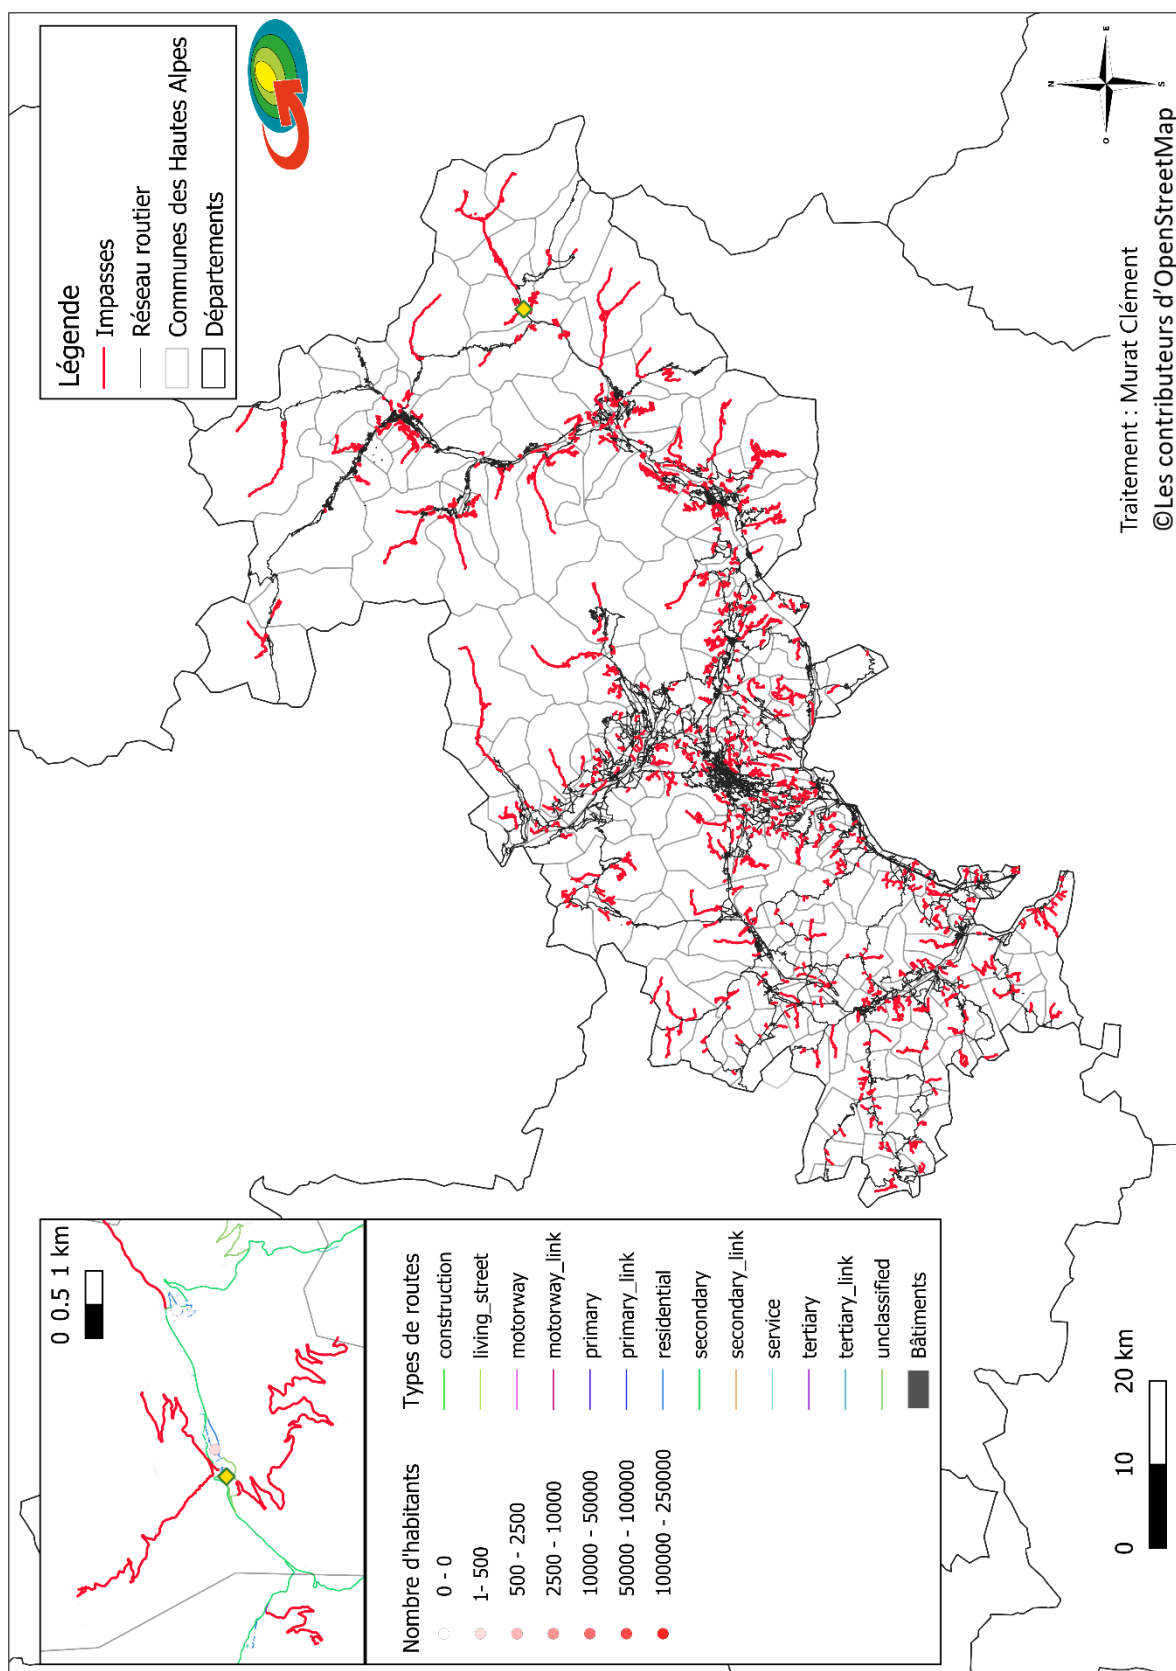 Légende
Impasses
Réseau routier
Communes des Hautes Alpes
Départements
N
E
S
O
Traitement : Murat Clément
©Les contributeurs d'OpenStreetMap
0 0.5 1 km
Nombre d'habitants
0 - 0
1- 500
500 - 2500
2500 - 10000
10000 - 50000
50000 - 100000
100000 - 250000
Types de routes
construction
living_street
motorway
motorway_link
primary
primary_link
residential
secondary
secondary_link
service
tertiary
tertiary_link
unclassified
Bâtiments
0 10 20 km